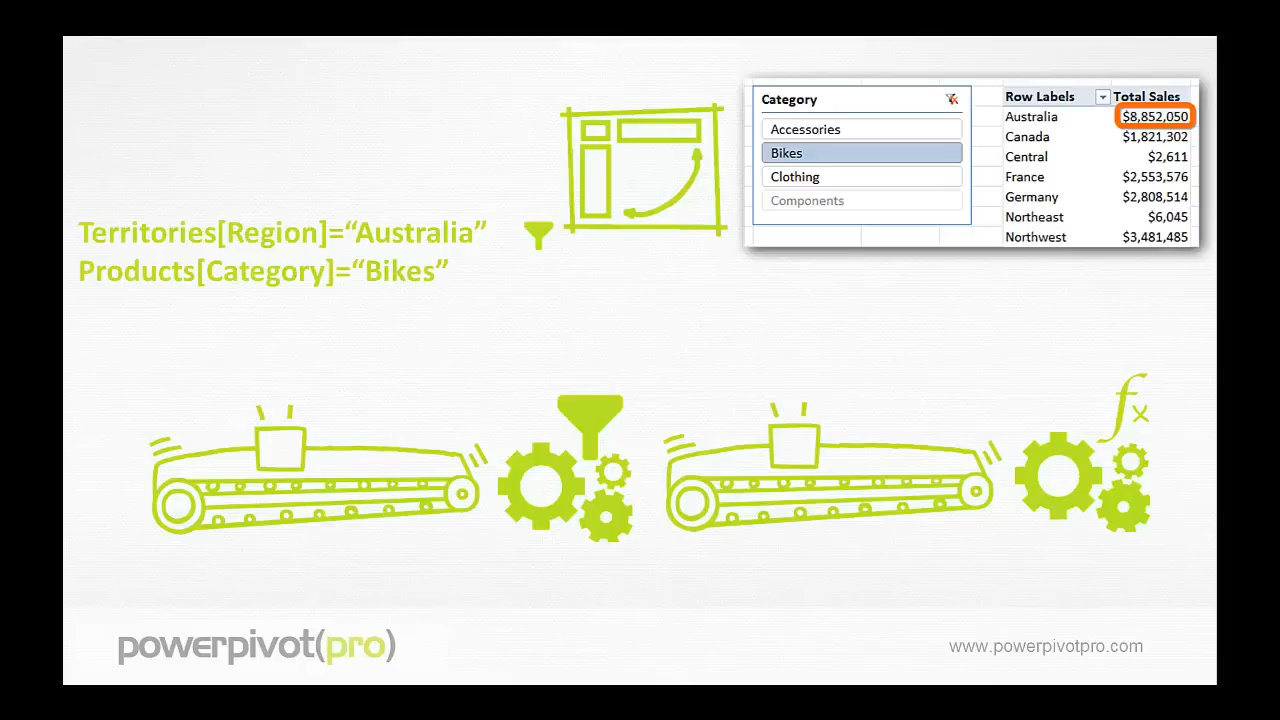 Category
Accessories
Bikes
Clothing
Components
Row Labels Total Sales
Australia $8,852,050
Canada $1,821,302
Central $2,611
France $2,553,576
Germany $2,808,514
Northeast $6,045
Northwest $3,481,485
Territories[Region]=“Australia”
Products[Category]=“Bikes”
fx
powerpivot(pro)
www.powerpivotpro.com